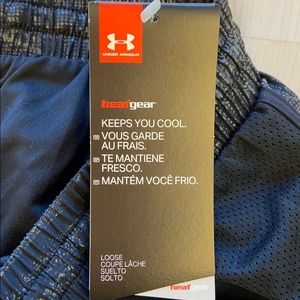 UNDER ARMOUR
heatgear
KEEPS YOU COOL.
VOUS GARDE
AU FRAIS.
TE MANTIENE
FRESCO.
MANTÉM VOCÊ FRIO.
LOOSE
COUPE LÂCHE
SUELTO
SOLTO
heatgear